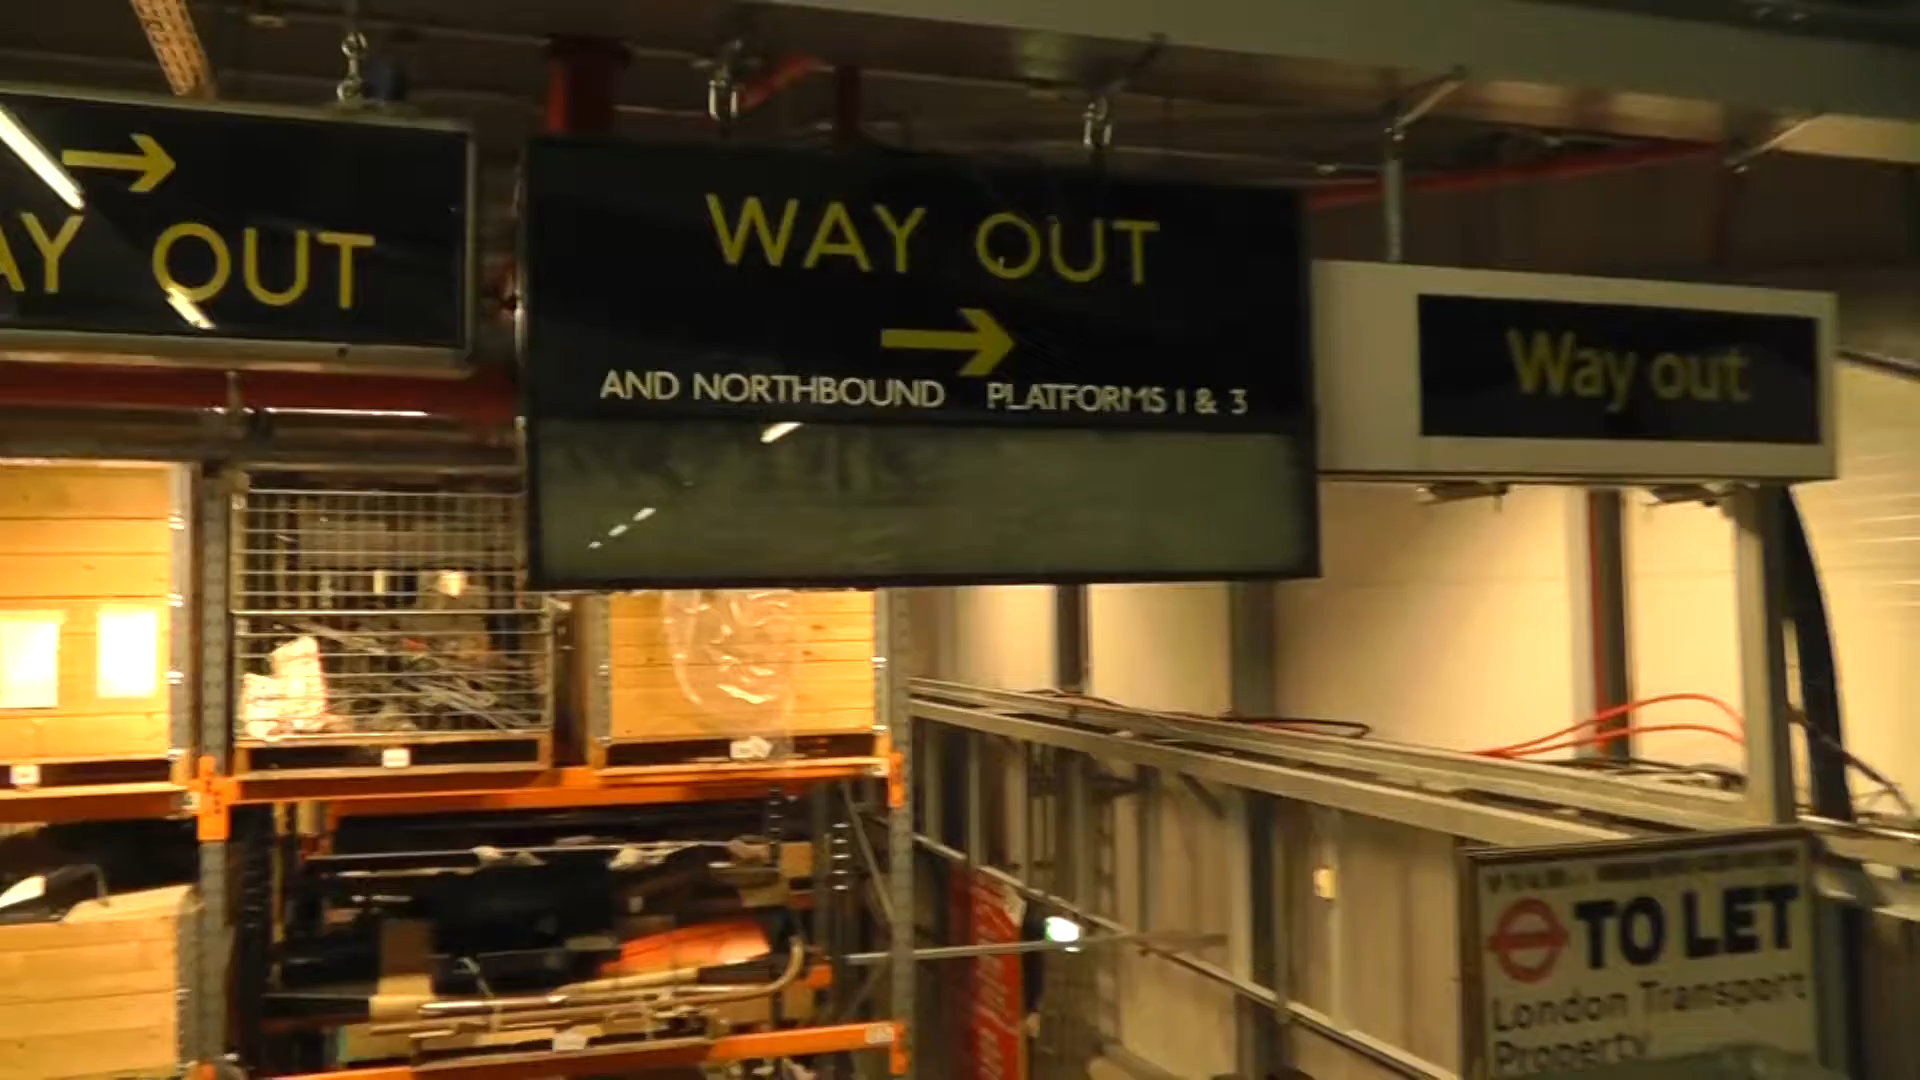 →
AY OUT
WAY OUT
→
AND NORTHBOUND PLATFORMS 1 & 3
Way out
TO LET
London Transport
Property